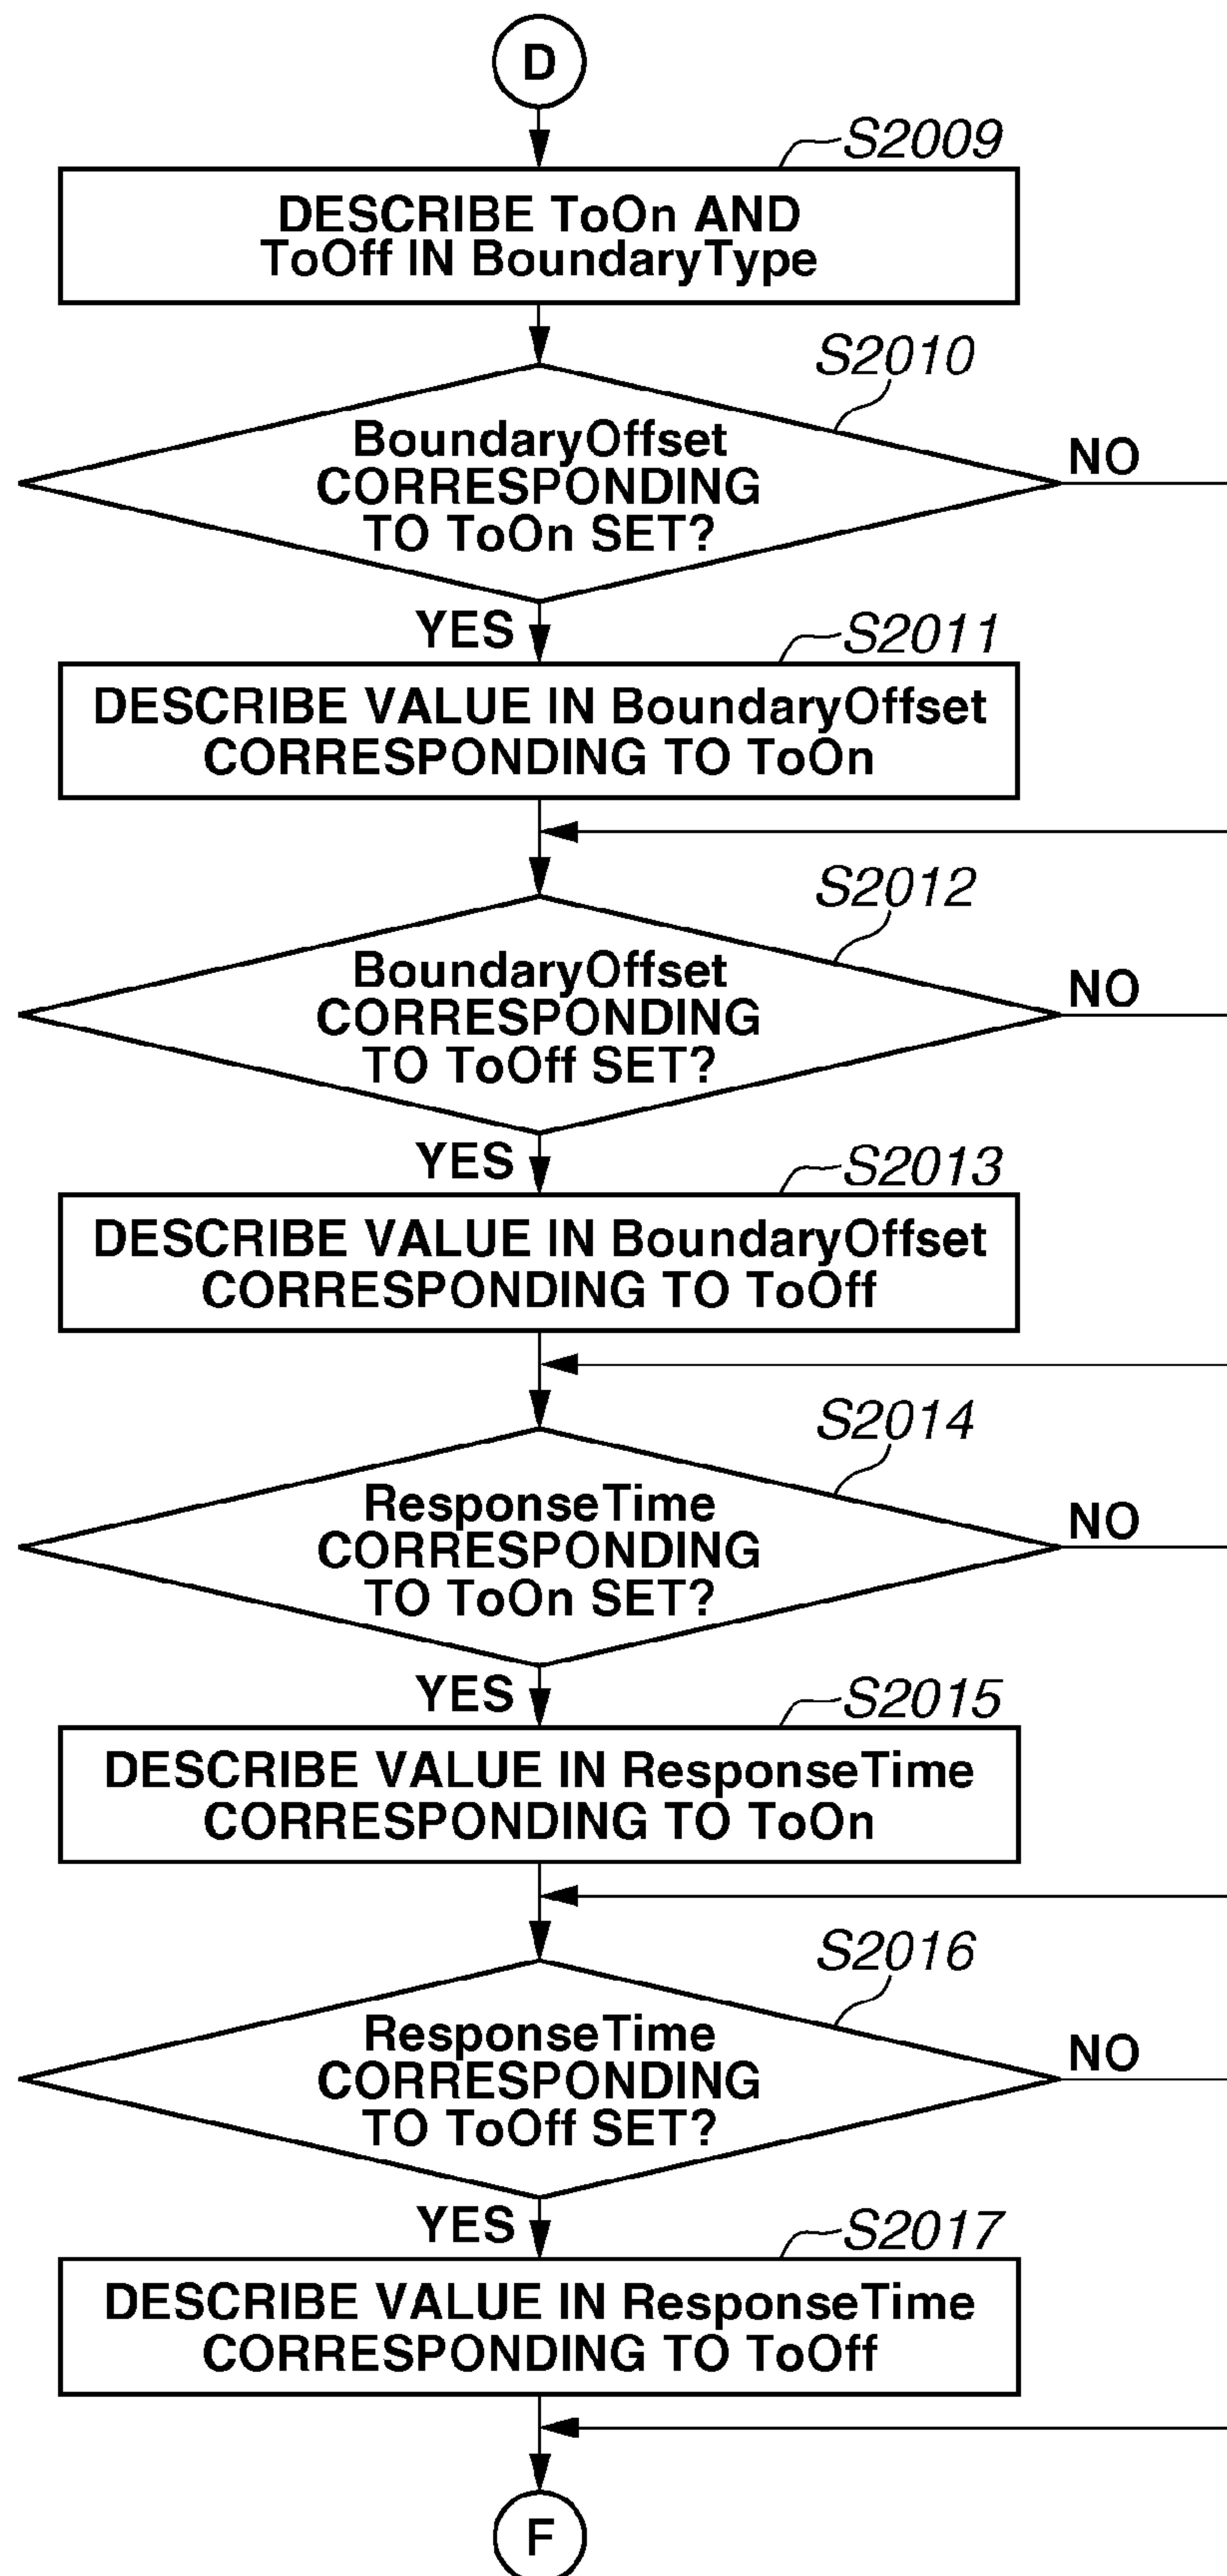 D
S2009
DESCRIBE ToOn AND
ToOff IN BoundaryType
S2010
BoundaryOffset
CORRESPONDING
TO ToOn SET?
NO
YES
S2011
DESCRIBE VALUE IN BoundaryOffset
CORRESPONDING TO ToOn
S2012
BoundaryOffset
CORRESPONDING
TO ToOff SET?
NO
YES
S2013
DESCRIBE VALUE IN BoundaryOffset
CORRESPONDING TO ToOff
S2014
ResponseTime
CORRESPONDING
TO ToOn SET?
NO
YES
S2015
DESCRIBE VALUE IN ResponseTime
CORRESPONDING TO ToOn
S2016
ResponseTime
CORRESPONDING
TO ToOff SET?
NO
YES
S2017
DESCRIBE VALUE IN ResponseTime
CORRESPONDING TO ToOff
F